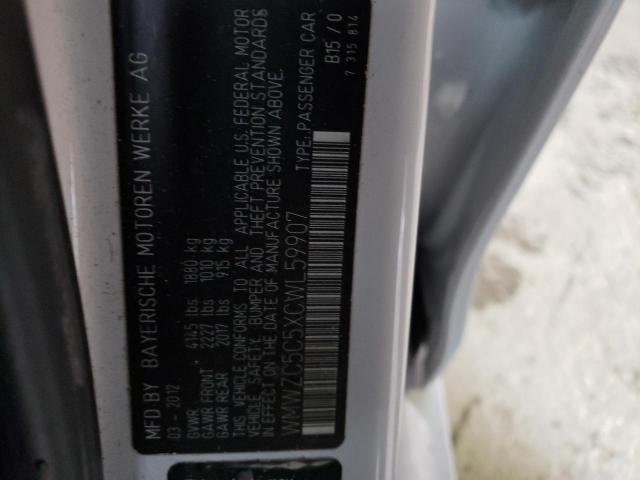 MFD BY BAYERISCHE MOTOREN WERKE AG
03 - 2012
GVWR 4145 lbs 1880 kg
GAWR FRONT 2227 lbs 1010 kg
GAWR REAR 2017 lbs 915 kg
THIS VEHICLE CONFORMS TO ALL APPLICABLE U.S. FEDERAL MOTOR
VEHICLE SAFETY, BUMPER AND THEFT PREVENTION STANDARDS
IN EFFECT ON THE DATE OF MANUFACTURE SHOWN ABOVE.
WMWZC5C5XCWL59907 TYPE: PASSENGER CAR
B15 / 0
7 315 814